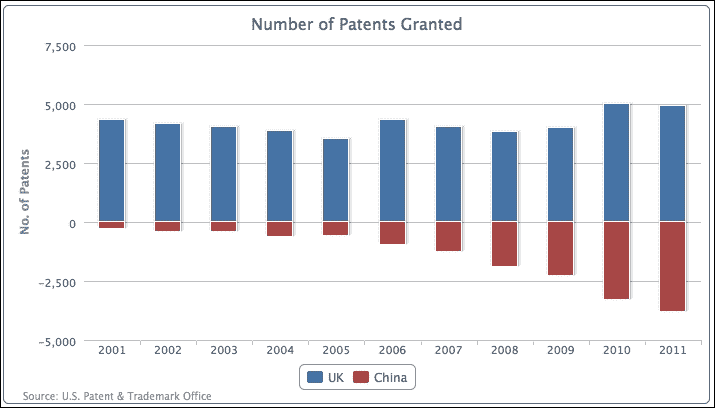 Number of Patents Granted
7,500
5,000
2,500
0
−2,500
−5,000
No. of Patents
2001 2002 2003 2004 2005 2006 2007 2008 2009 2010 2011
UK China
Source: U.S. Patent & Trademark Office